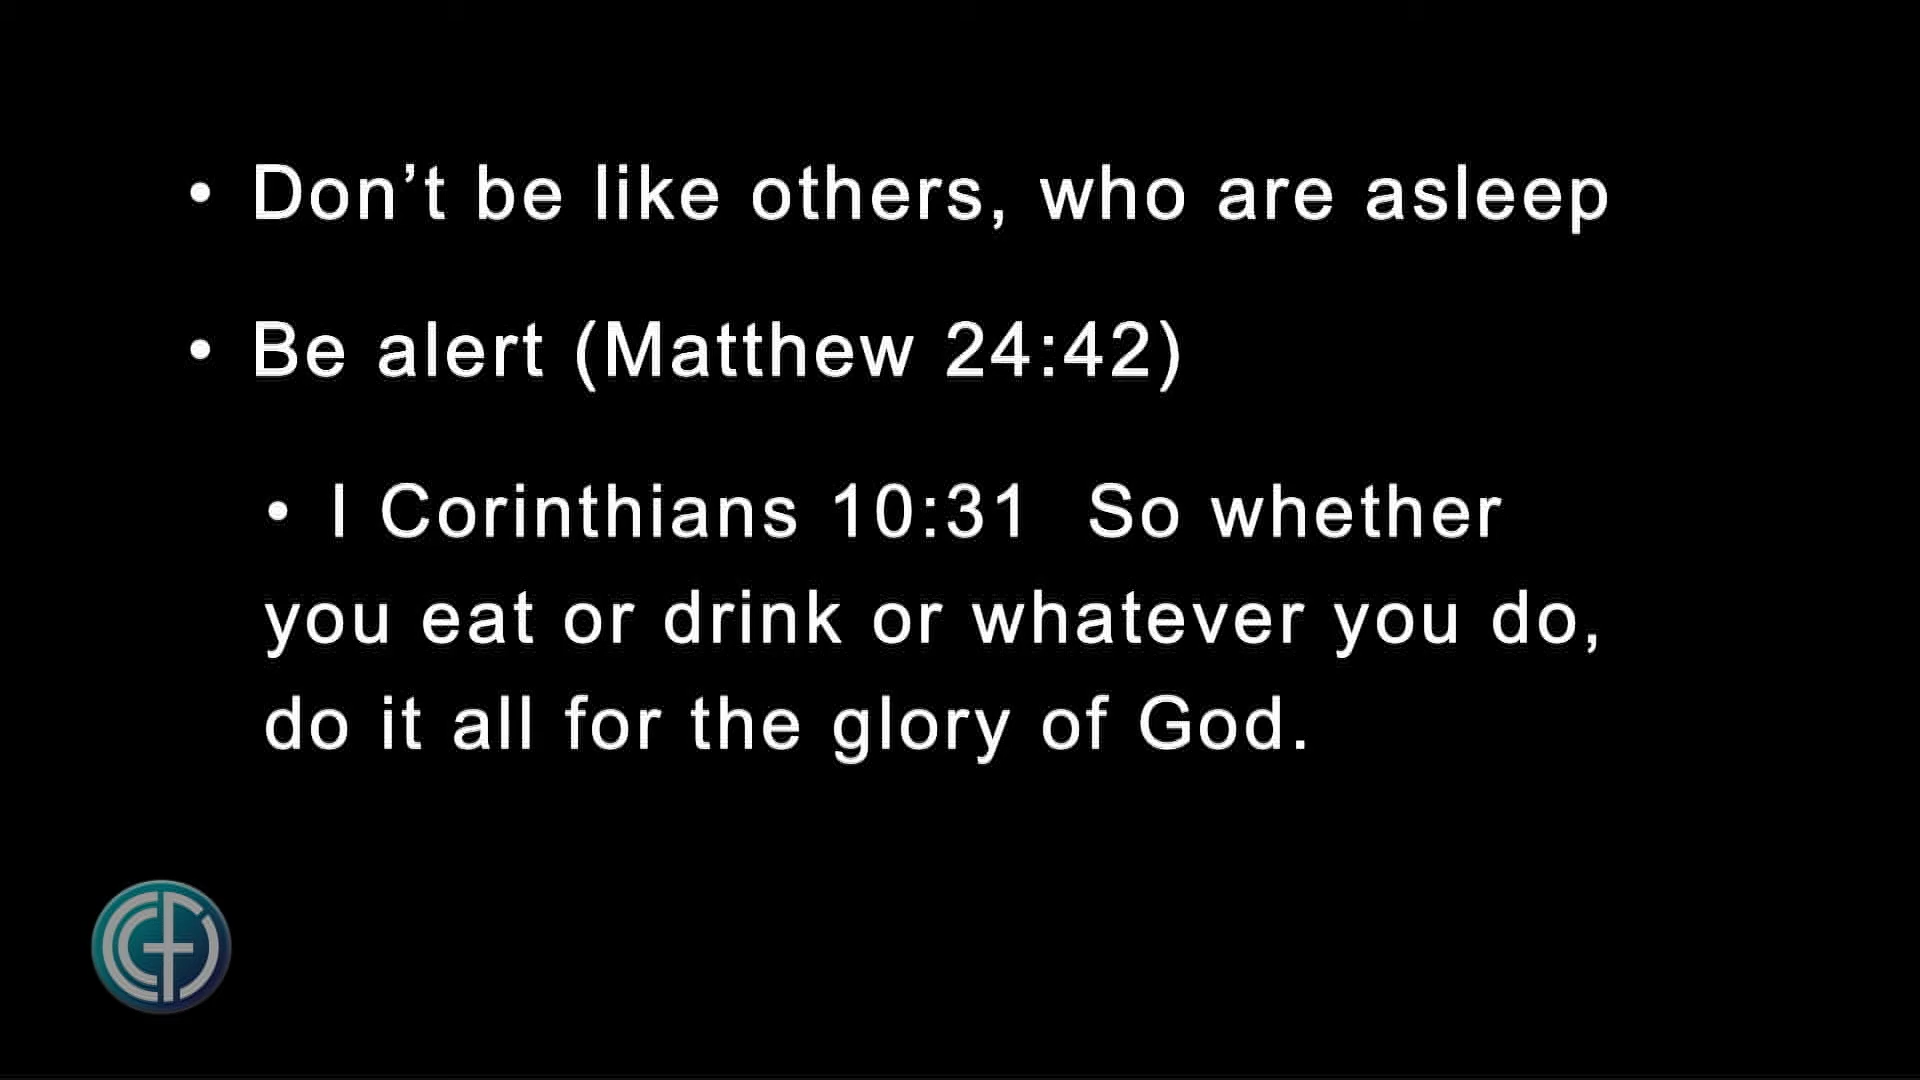 • Don’t be like others, who are asleep
• Be alert (Matthew 24:42)
• I Corinthians 10:31  So whether
you eat or drink or whatever you do,
do it all for the glory of God.